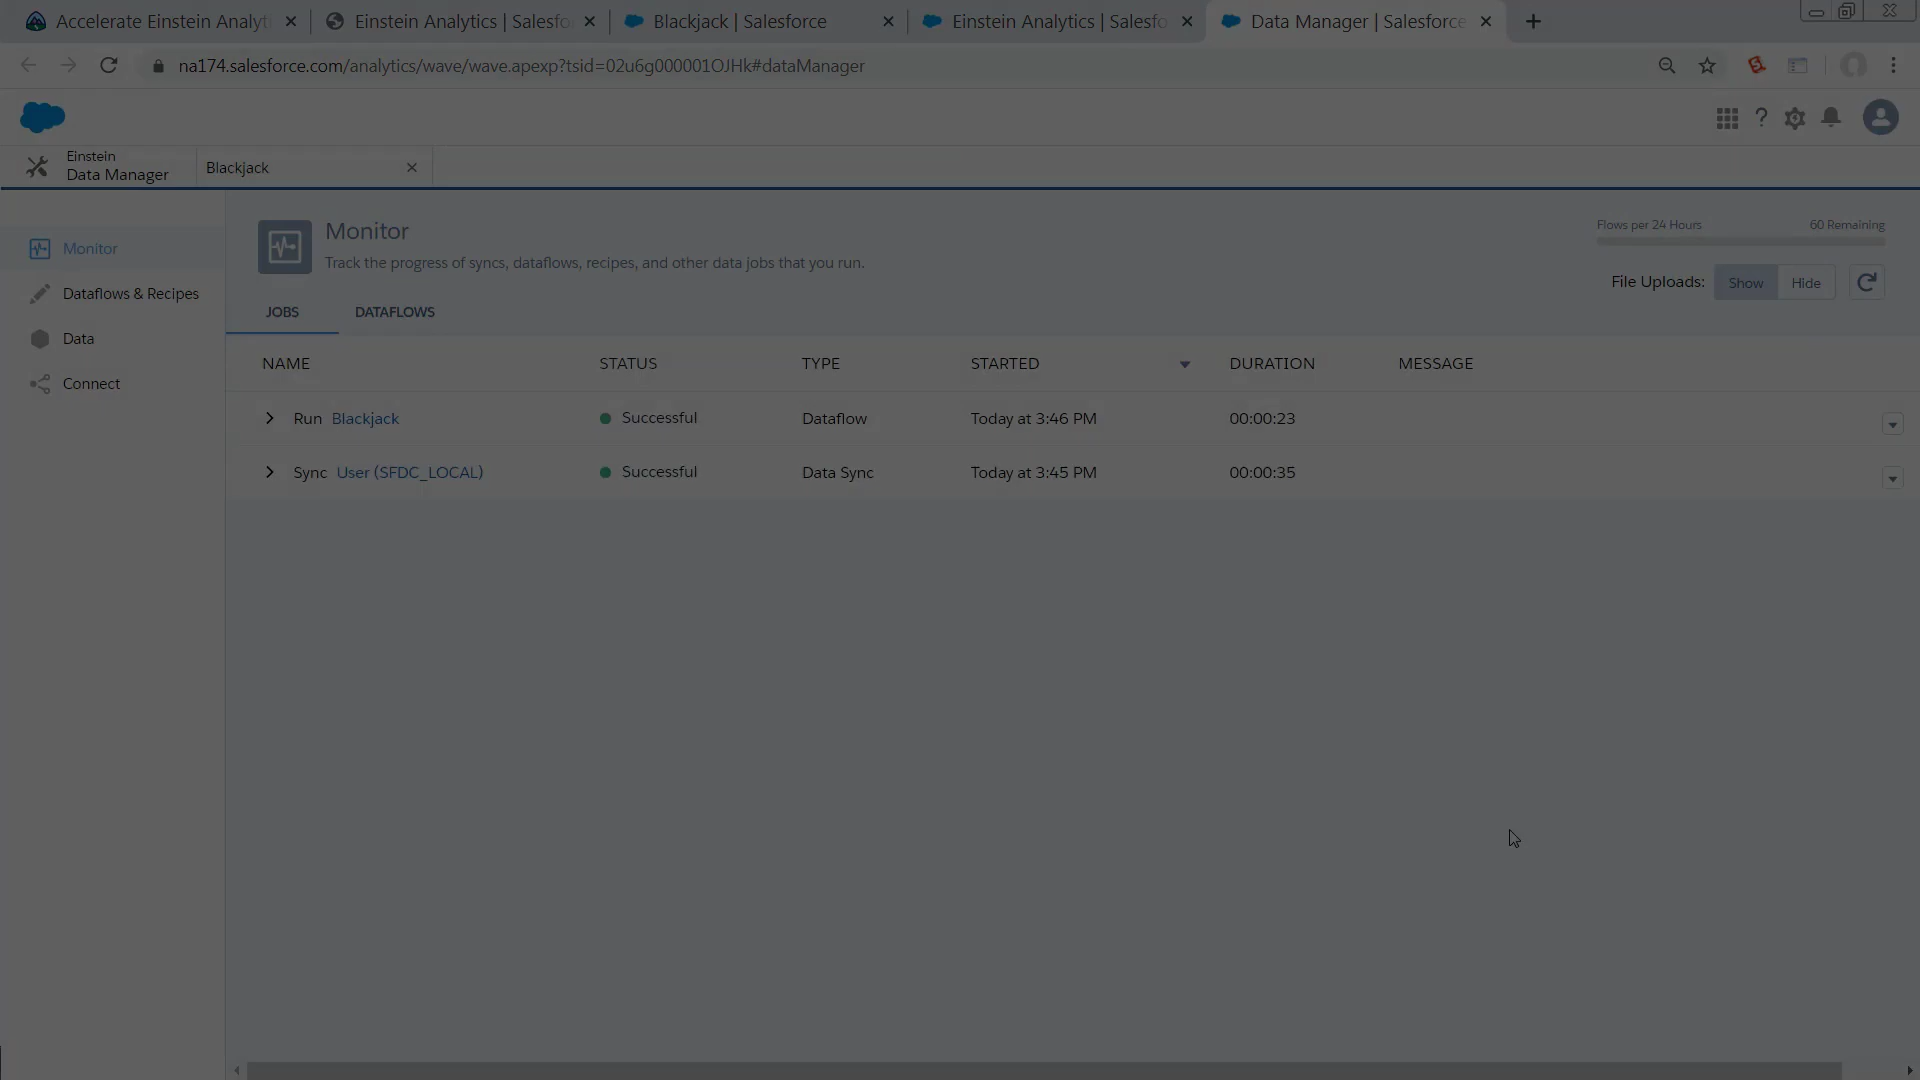 Accelerate Einstein Analyti
Einstein Analytics | Salesfo
Blackjack | Salesforce
Einstein Analytics | Salesfo
Data Manager | Salesforce
na174.salesforce.com/analytics/wave/wave.apexp?tsid=02u6g000001OJHk#dataManager
Einstein
Data Manager
Blackjack
Monitor
Dataflows & Recipes
Data
Connect
Monitor
Track the progress of syncs, dataflows, recipes, and other data jobs that you run.
Flows per 24 Hours
60 Remaining
File Uploads:
Show
Hide
JOBS
DATAFLOWS
NAME STATUS TYPE STARTED DURATION MESSAGE
Run Blackjack Successful Dataflow Today at 3:46 PM 00:00:23
Sync User (SFDC_LOCAL) Successful Data Sync Today at 3:45 PM 00:00:35